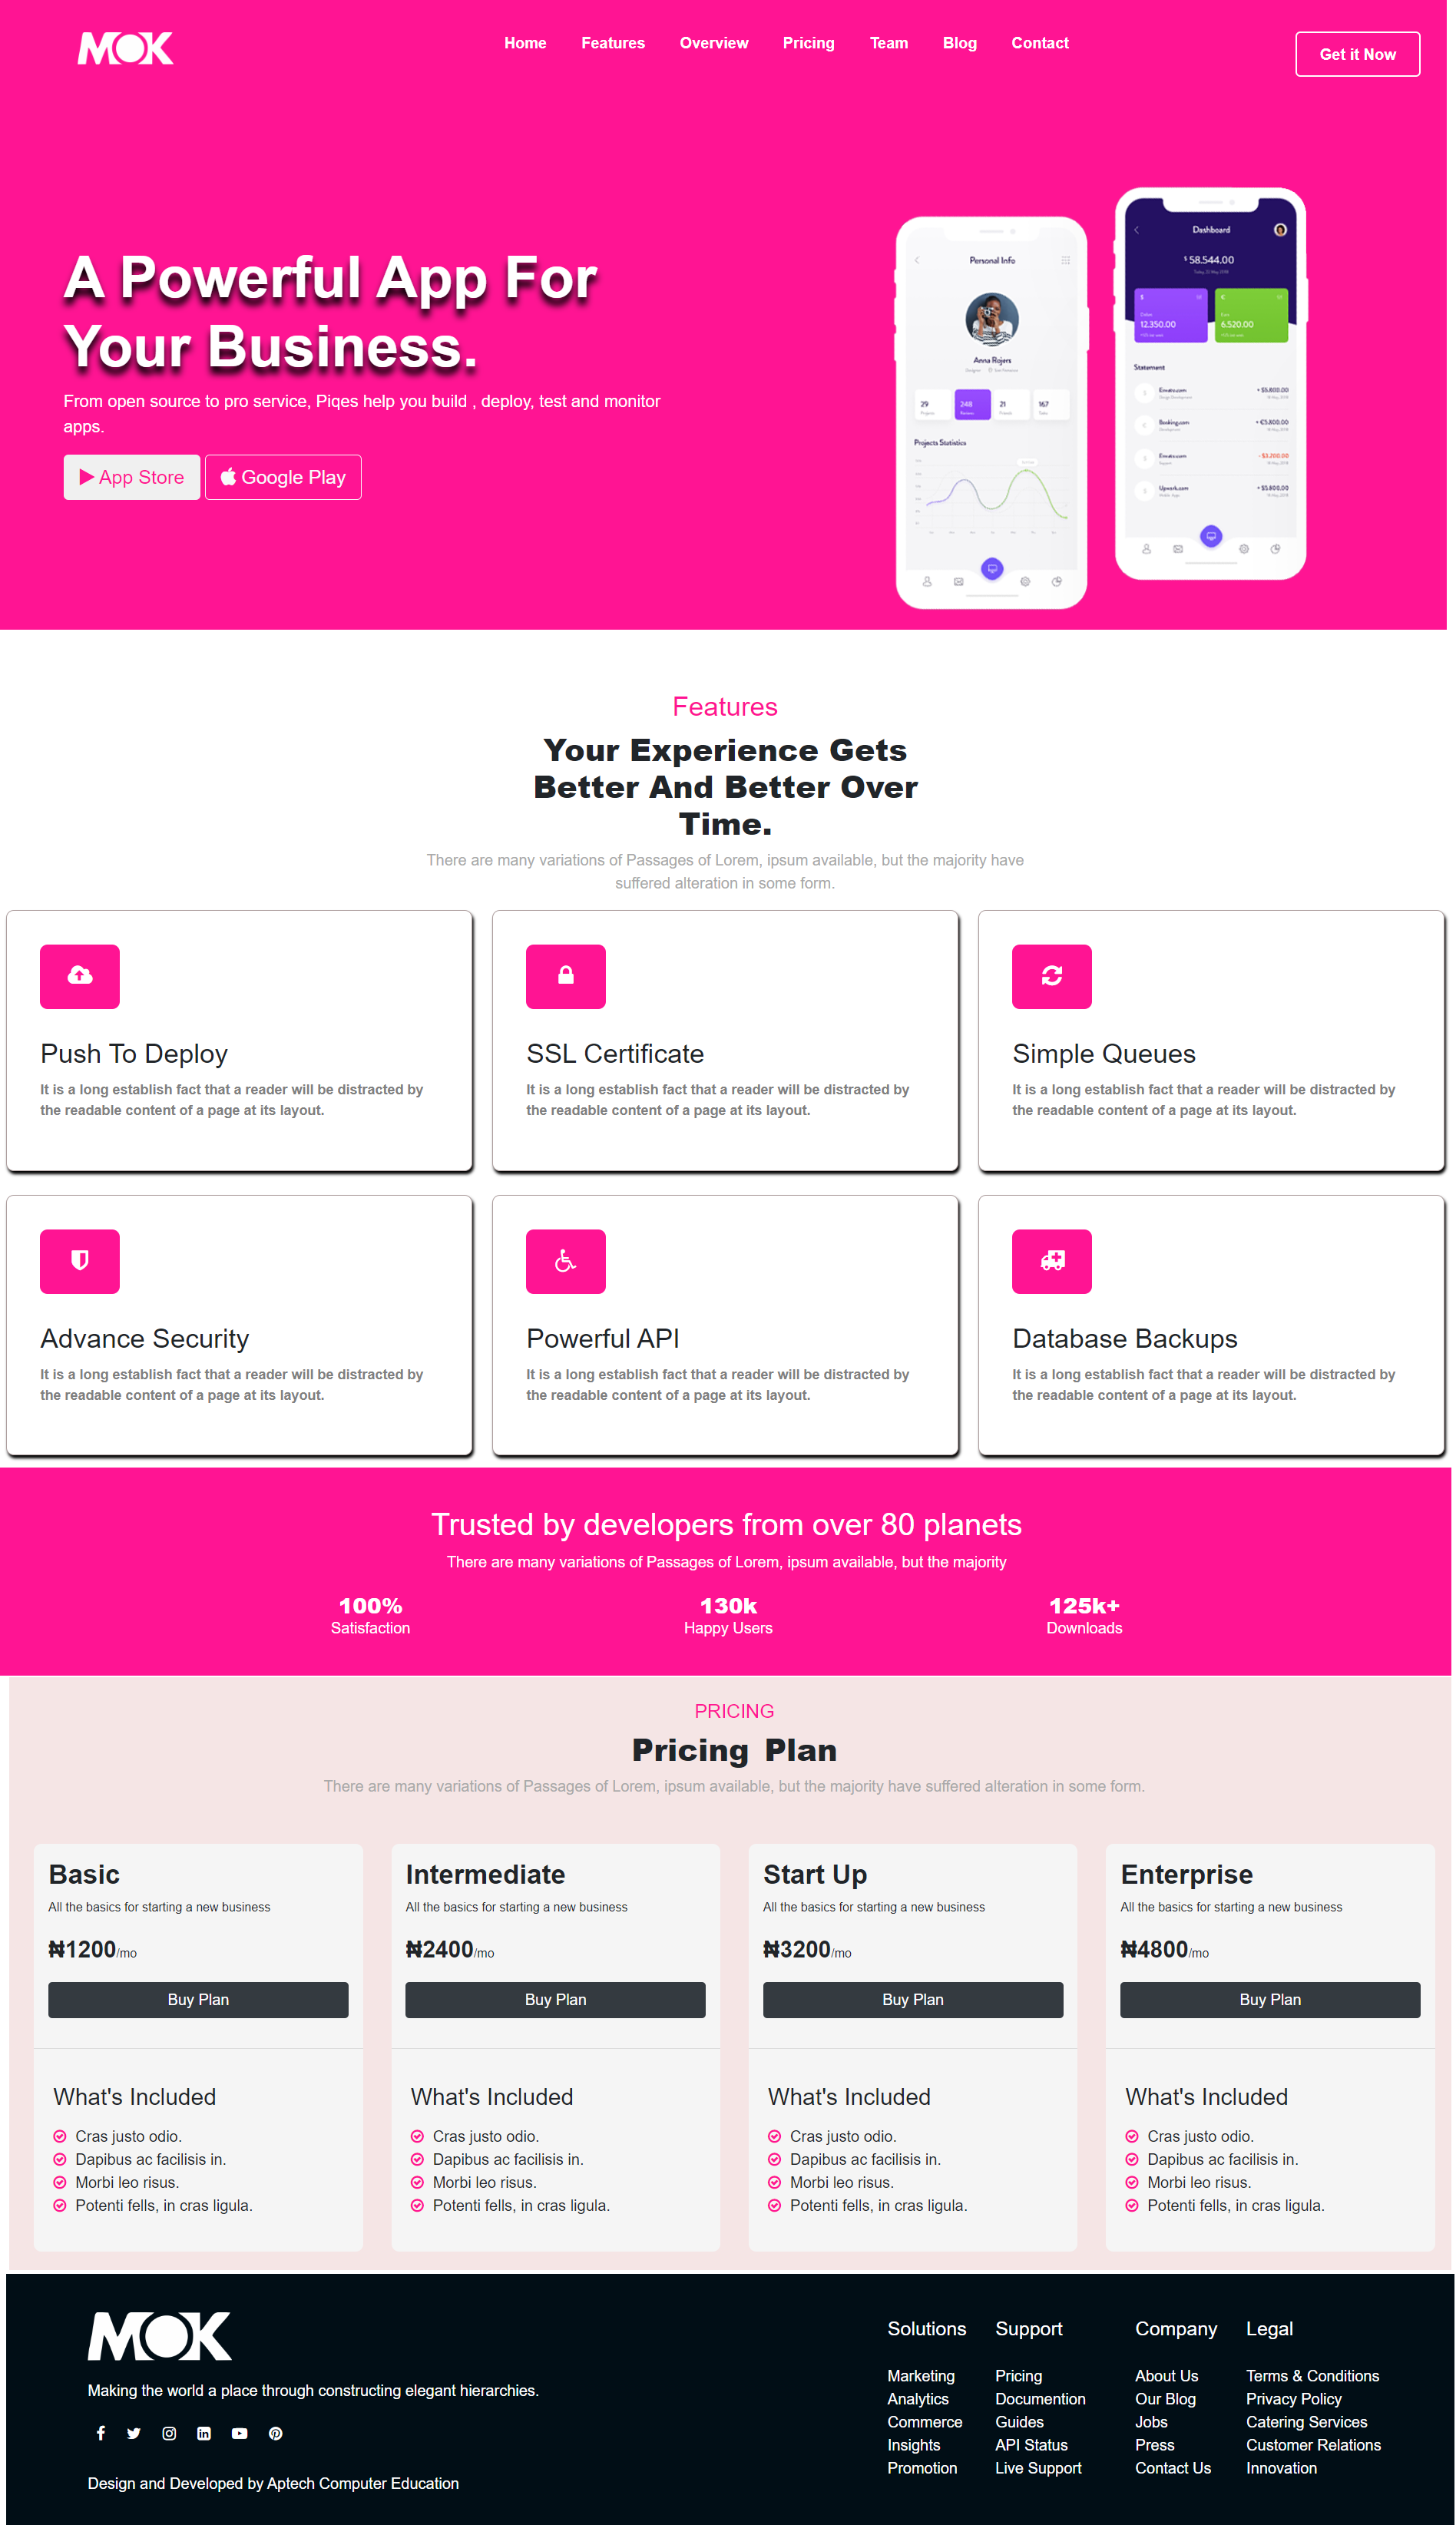 MOK
Home Features Overview Pricing Team Blog Contact
Get it Now
A Powerful App For
Your Business.
From open source to pro service, Piqes help you build , deploy, test and monitor
apps.
App Store Google Play
Personal Info
Anna Rojers
29 248 21 167
Projects Statistics
Dashboard
$ 58.544.00
12.350.00 6.520.00
Statement
Envato.com + $5.800.00
Booking.com + €5.800.00
Envato.com - $3.200.00
Upwork.com + $5.800.00
Features
Your Experience Gets
Better And Better Over
Time.
There are many variations of Passages of Lorem, ipsum available, but the majority have
suffered alteration in some form.
Push To Deploy
It is a long establish fact that a reader will be distracted by
the readable content of a page at its layout.
SSL Certificate
It is a long establish fact that a reader will be distracted by
the readable content of a page at its layout.
Simple Queues
It is a long establish fact that a reader will be distracted by
the readable content of a page at its layout.
Advance Security
It is a long establish fact that a reader will be distracted by
the readable content of a page at its layout.
Powerful API
It is a long establish fact that a reader will be distracted by
the readable content of a page at its layout.
Database Backups
It is a long establish fact that a reader will be distracted by
the readable content of a page at its layout.
Trusted by developers from over 80 planets
There are many variations of Passages of Lorem, ipsum available, but the majority
100%
Satisfaction
130k
Happy Users
125k+
Downloads
PRICING
Pricing Plan
There are many variations of Passages of Lorem, ipsum available, but the majority have suffered alteration in some form.
Basic
All the basics for starting a new business
₦1200/mo
Buy Plan
What's Included
Cras justo odio.
Dapibus ac facilisis in.
Morbi leo risus.
Potenti fells, in cras ligula.
Intermediate
All the basics for starting a new business
₦2400/mo
Buy Plan
What's Included
Cras justo odio.
Dapibus ac facilisis in.
Morbi leo risus.
Potenti fells, in cras ligula.
Start Up
All the basics for starting a new business
₦3200/mo
Buy Plan
What's Included
Cras justo odio.
Dapibus ac facilisis in.
Morbi leo risus.
Potenti fells, in cras ligula.
Enterprise
All the basics for starting a new business
₦4800/mo
Buy Plan
What's Included
Cras justo odio.
Dapibus ac facilisis in.
Morbi leo risus.
Potenti fells, in cras ligula.
MOK
Making the world a place through constructing elegant hierarchies.
Design and Developed by Aptech Computer Education
Solutions
Marketing
Analytics
Commerce
Insights
Promotion
Support
Pricing
Documention
Guides
API Status
Live Support
Company
About Us
Our Blog
Jobs
Press
Contact Us
Legal
Terms & Conditions
Privacy Policy
Catering Services
Customer Relations
Innovation